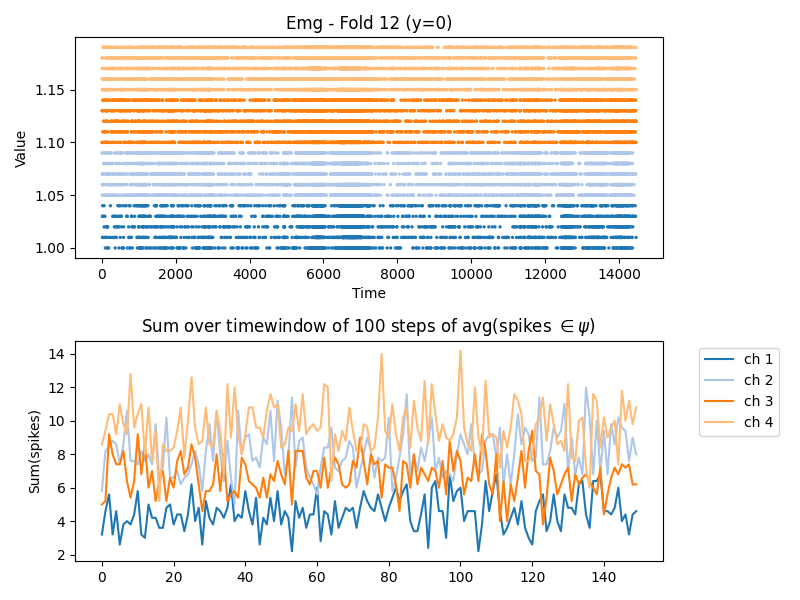 Emg - Fold 12 (y=0)
Value
1.15
1.10
1.05
1.00
0 2000 4000 6000 8000 10000 12000 14000
Time
Sum over timewindow of 100 steps of avg(spikes ∈ψ)
Sum(spikes)
14
12
10
8
6
4
2
0 20 40 60 80 100 120 140
ch 1
ch 2
ch 3
ch 4